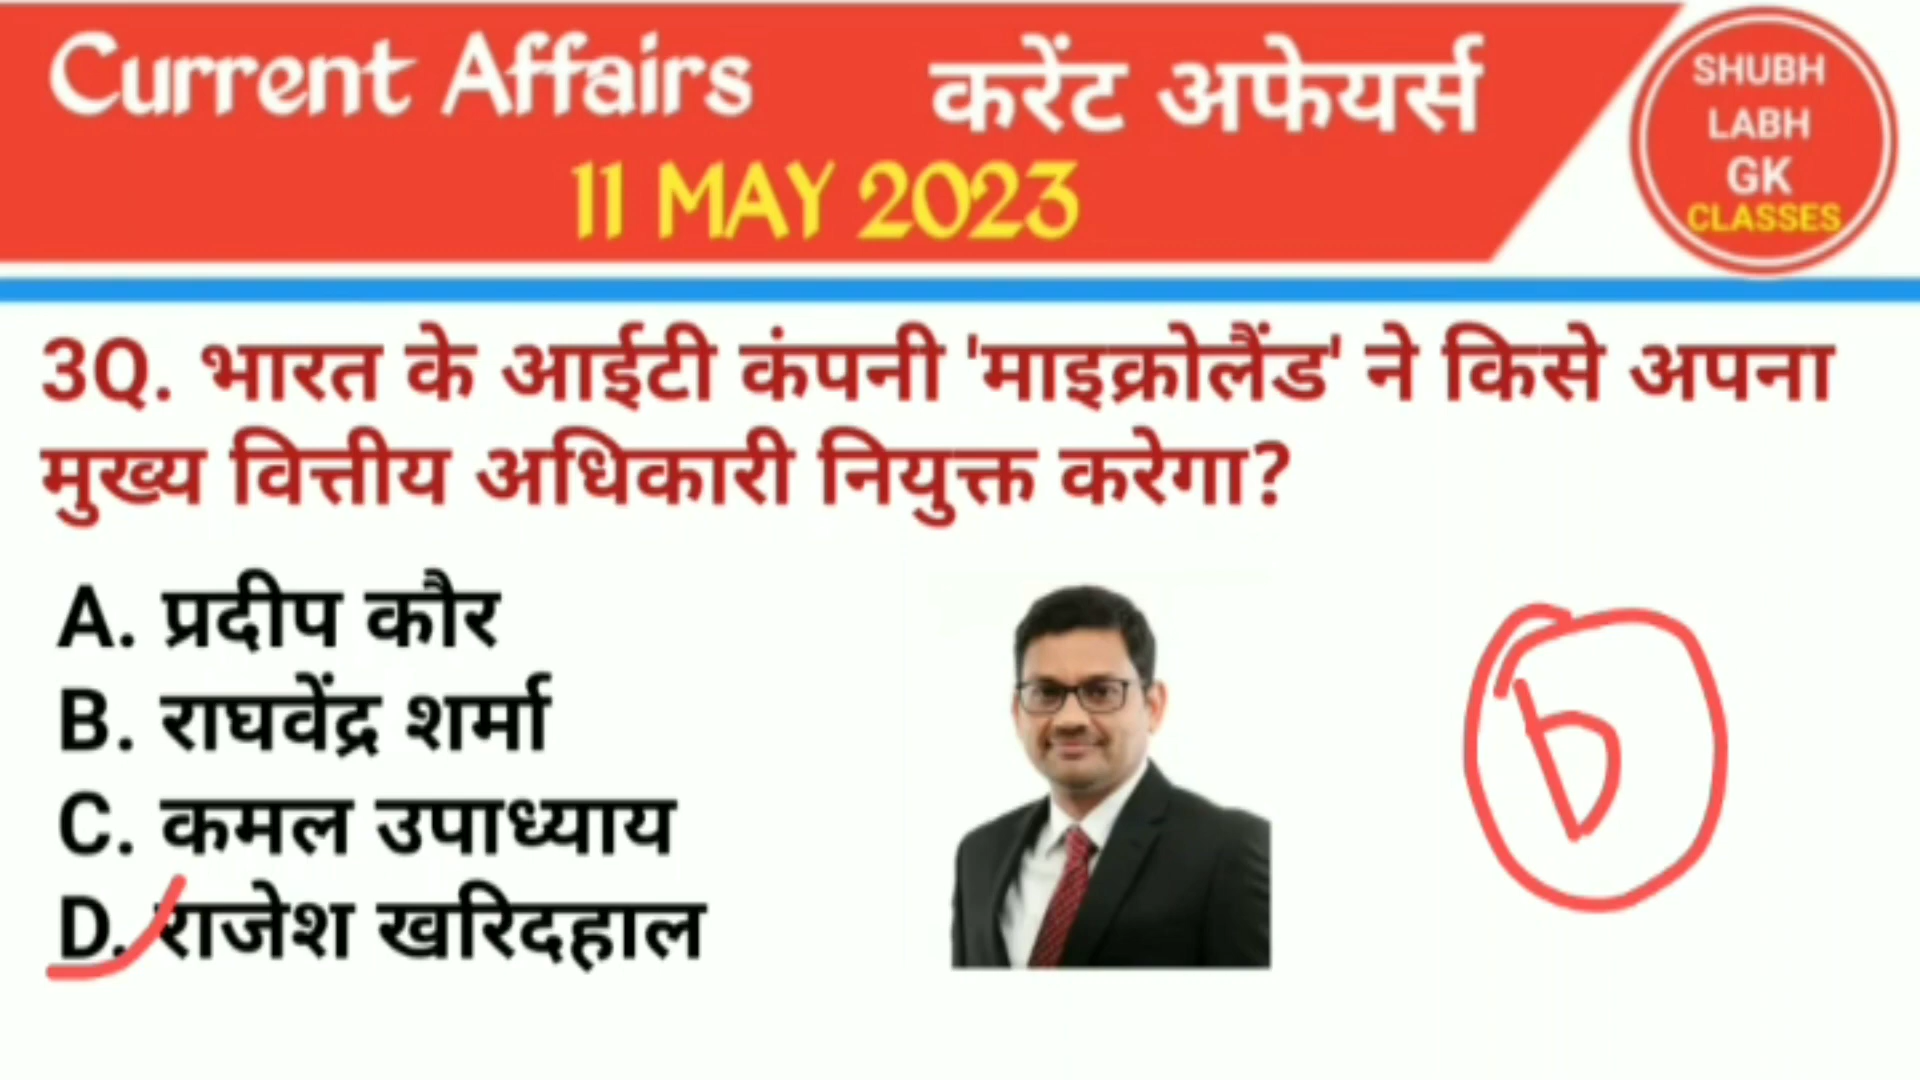 Current Affairs करेंट अफेयर्स
11 MAY 2023
SHUBH
LABH
GK
CLASSES
3Q. भारत के आईटी कंपनी 'माइक्रोलैंड' ने किसे अपना
मुख्य वित्तीय अधिकारी नियुक्त करेगा?
A. प्रदीप कौर
B. राघवेंद्र शर्मा
C. कमल उपाध्याय
D. राजेश खरिदहाल
D